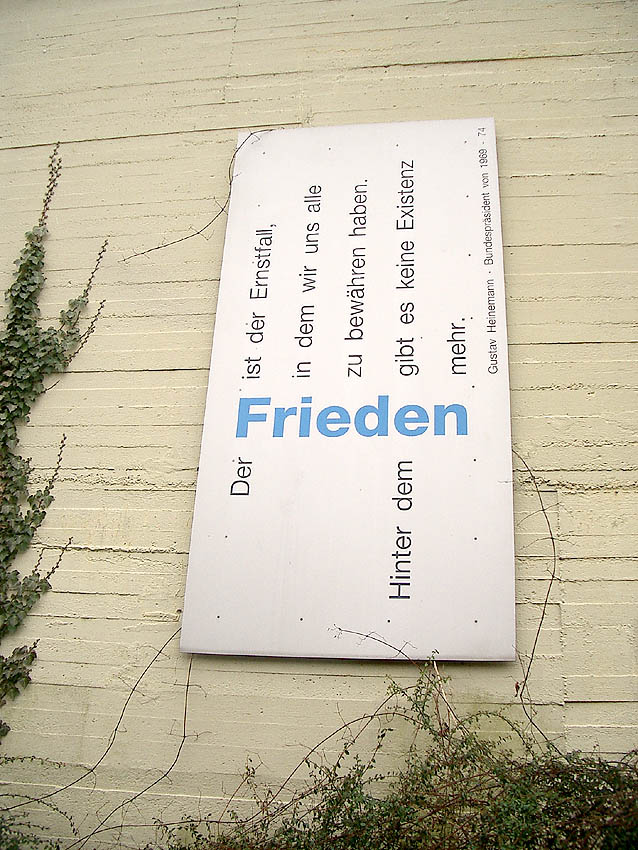 Der Frieden ist der Ernstfall,
in dem wir uns alle
zu bewähren haben.
Hinter dem gibt es keine Existenz
mehr.
Gustav Heinemann · Bundespräsident von 1969 - 74